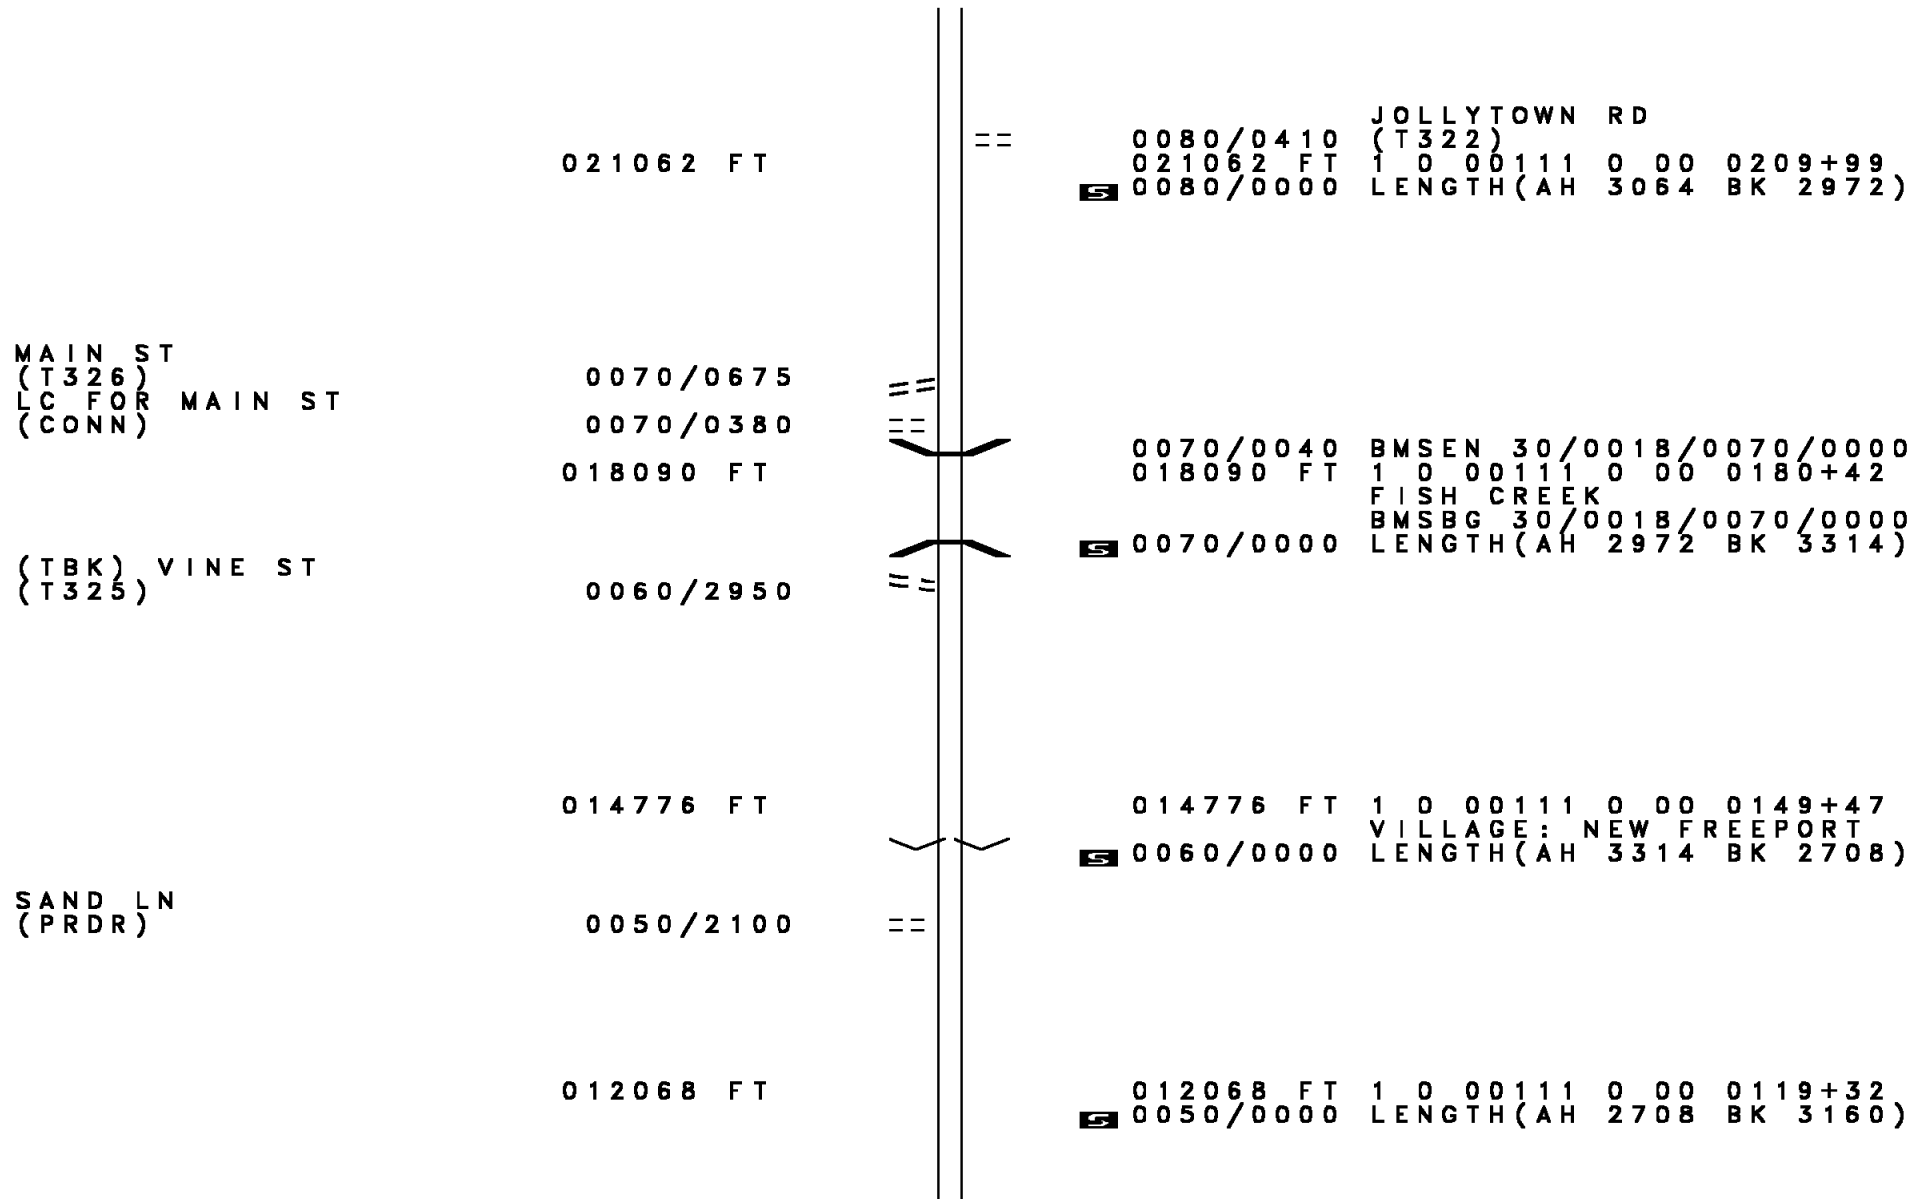 JOLLYTOWN RD
0080/0410 (T322)
021062 FT 021062 FT 1 0 00111 0 00 0209+99
S 0080/0000 LENGTH(AH 3064 BK 2972)
MAIN ST
(T326) 0070/0675
LC FOR MAIN ST
(CONN) 0070/0380
0070/0040 BMSEN 30/0018/0070/0000
018090 FT 018090 FT 1 0 00111 0 00 0180+42
FISH CREEK
BMSBG 30/0018/0070/0000
S 0070/0000 LENGTH(AH 2972 BK 3314)
(TBK) VINE ST
(T325) 0060/2950
014776 FT 014776 FT 1 0 00111 0 00 0149+47
VILLAGE: NEW FREEPORT
S 0060/0000 LENGTH(AH 3314 BK 2708)
SAND LN
(PRDR) 0050/2100
012068 FT 012068 FT 1 0 00111 0 00 0119+32
S 0050/0000 LENGTH(AH 2708 BK 3160)